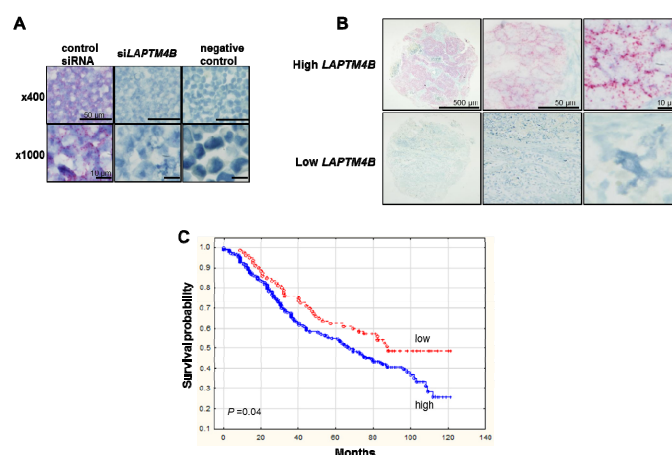 A
control siRNA
siLAPTM4B
negative control
x400
50 μm
x1000
10 μm
B
High LAPTM4B
500 μm
50 μm
10 μ
Low LAPTM4B
C
Survival probability
1.0
0.9
0.8
0.7
0.6
0.5
0.4
0.3
0.2
0.1
low
high
P =0.04
0
20
40
60
80
100
120
140
Months